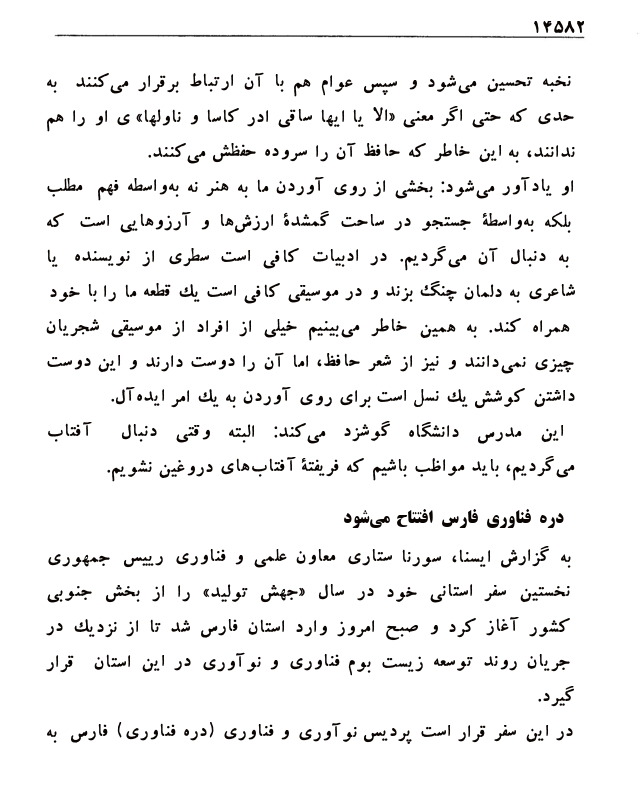 ۱۴۵۸۲
نخبه تحسین می‌شود و سپس عوام هم با آن ارتباط برقرار می‌کنند به
حدی که حتی اگر معنی «الا یا ایها ساقی ادر کاسا و ناولها» ی او را هم
ندانند، به این خاطر که حافظ آن را سروده حفظش می‌کنند.
او یادآور می‌شود: بخشی از روی آوردن ما به هنر نه به‌واسطه فهم مطلب
بلکه به‌واسطهٔ جستجو در ساحت گمشدهٔ ارزش‌ها و آرزوهایی است که
به دنبال آن می‌گردیم. در ادبیات کافی است سطری از نویسنده یا
شاعری به دلمان چنگ بزند و در موسیقی کافی است یك قطعه ما را با خود
همراه کند. به همین خاطر می‌بینیم خیلی از افراد از موسیقی شجریان
چیزی نمی‌دانند و نیز از شعر حافظ، اما آن را دوست دارند و این دوست
داشتن کوشش یك نسل است برای روی آوردن به یك امر ایده‌آل.
این مدرس دانشگاه گوشزد می‌کند: البته وقتی دنبال آفتاب
می‌گردیم، باید مواظب باشیم که فریفتهٔ آفتاب‌های دروغین نشویم.
دره فناوری فارس افتتاح می‌شود
به گزارش ایسنا، سورنا ستاری معاون علمی و فناوری رییس جمهوری
نخستین سفر استانی خود در سال «جهش تولید» را از بخش جنوبی
کشور آغاز کرد و صبح امروز وارد استان فارس شد تا از نزدیك در
جریان روند توسعه زیست بوم فناوری و نوآوری در این استان قرار
گیرد.
در این سفر قرار است پردیس نوآوری و فناوری (دره فناوری) فارس به